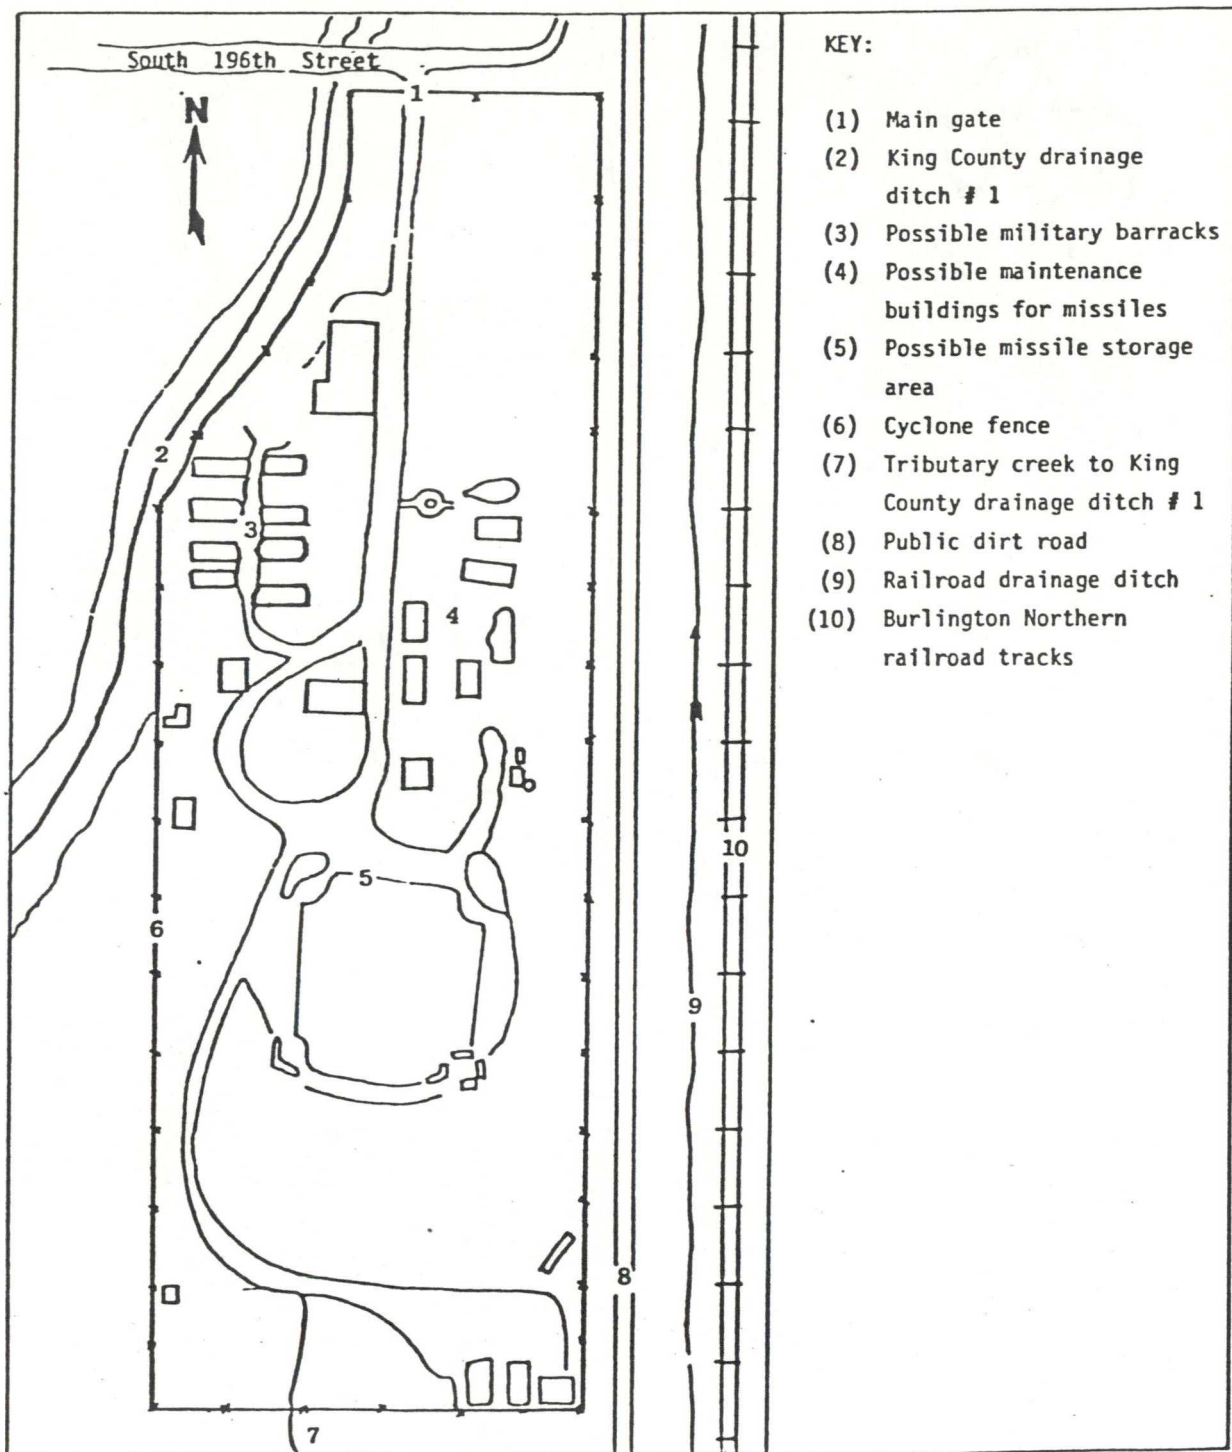 South 196th Street
N
1
2
3
4
5
6
7
8
9
10
KEY:
(1) Main gate
(2) King County drainage
ditch # 1
(3) Possible military barracks
(4) Possible maintenance
buildings for missiles
(5) Possible missile storage
area
(6) Cyclone fence
(7) Tributary creek to King
County drainage ditch # 1
(8) Public dirt road
(9) Railroad drainage ditch
(10) Burlington Northern
railroad tracks